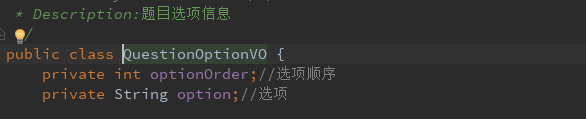 * Description:题目选项信息
*/
public class QuestionOptionVO {
private int optionOrder;//选项顺序
private String option;//选项